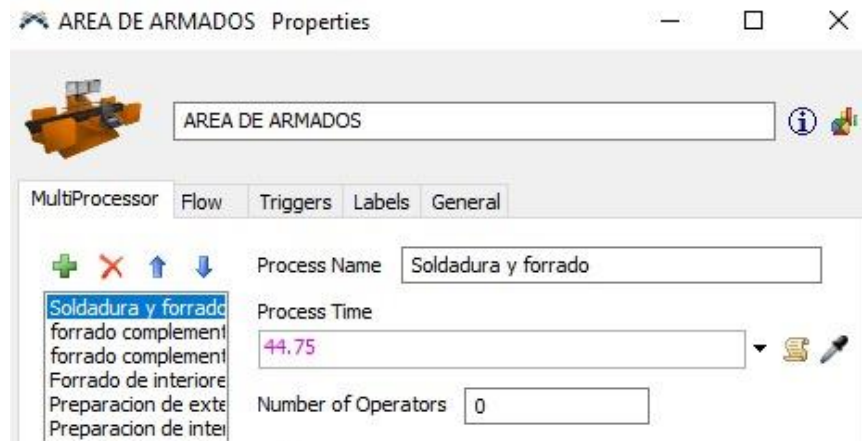 AREA DE ARMADOS Properties
AREA DE ARMADOS
MultiProcessor Flow Triggers Labels General
Process Name Soldadura y forrado
Soldadura y forrado
Process Time
forrado complement
44.75
forrado complement
Forrado de interiore
Preparacion de exte
Number of Operators 0
Preparacion de inter